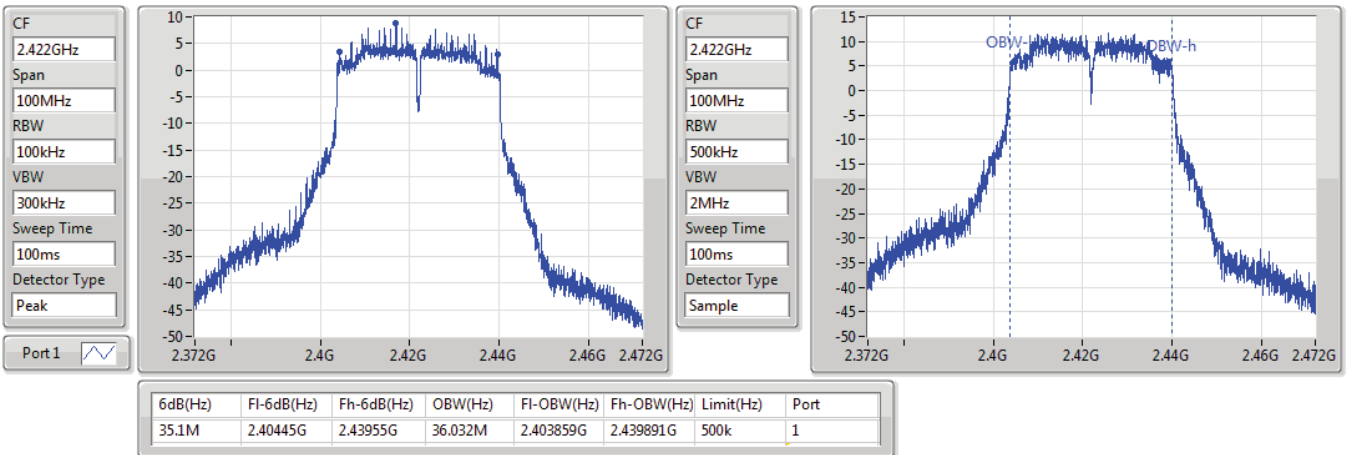 CF
2.422GHz
Span
100MHz
RBW
100kHz
VBW
300kHz
Sweep Time
100ms
Detector Type
Peak
Port 1
10
5
0
-5
-10
-15
-20
-25
-30
-35
-40
-45
-50
2.372G 2.4G 2.42G 2.44G 2.46G 2.472G
CF
2.422GHz
Span
100MHz
RBW
500kHz
VBW
2MHz
Sweep Time
100ms
Detector Type
Sample
15
10
5
0
-5
-10
-15
-20
-25
-30
-35
-40
-45
-50
OBW- OBW-h
2.372G 2.4G 2.42G 2.44G 2.46G 2.472G
6dB(Hz) Fl-6dB(Hz) Fh-6dB(Hz) OBW(Hz) Fl-OBW(Hz) Fh-OBW(Hz) Limit(Hz) Port
35.1M 2.40445G 2.43955G 36.032M 2.403859G 2.439891G 500k 1